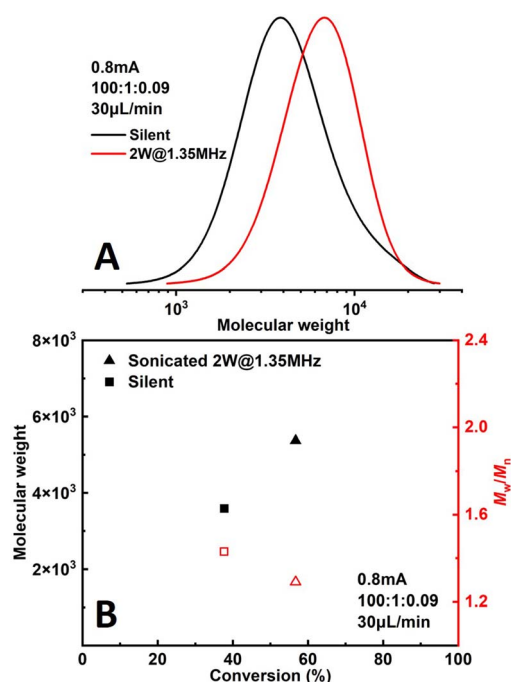 0.8mA
100:1:0.09
30µL/min
Silent
2W@1.35MHz
A
10³
10⁴
Molecular weight
8×10³
6×10³
4×10³
2×10³
Molecular weight
Sonicated 2W@1.35MHz
Silent
2.4
2.0
1.6
1.2
Mw/Mn
0.8mA
100:1:0.09
30µL/min
B
0 20 40 60 80 100
Conversion (%)